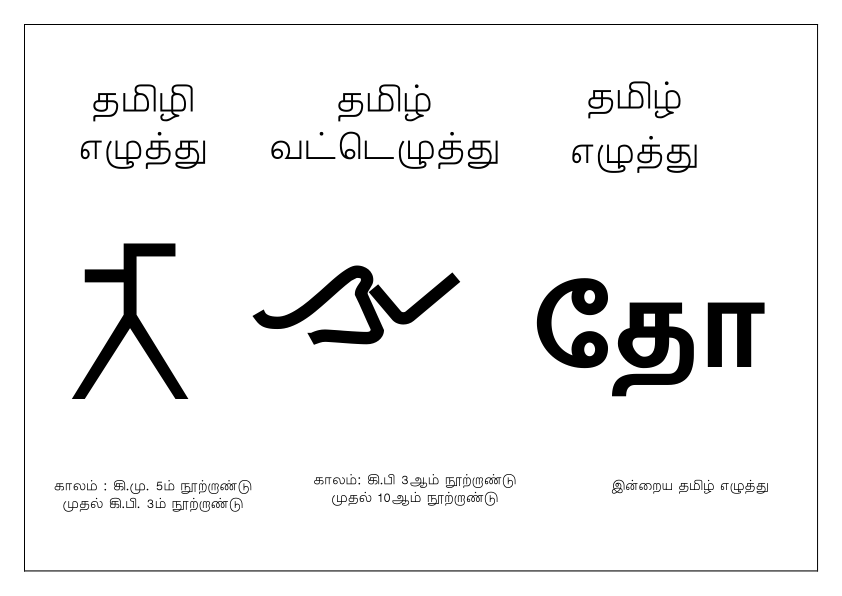 தமிழி
எழுத்து
தமிழ்
வட்டெழுத்து
தமிழ்
எழுத்து
தோ
காலம் : கி.மு. 5ம் நூற்றாண்டு
முதல் கி.பி. 3ம் நூற்றாண்டு
காலம்: கி.பி 3ஆம் நூற்றாண்டு
முதல் 10ஆம் நூற்றாண்டு
இன்றைய தமிழ் எழுத்து